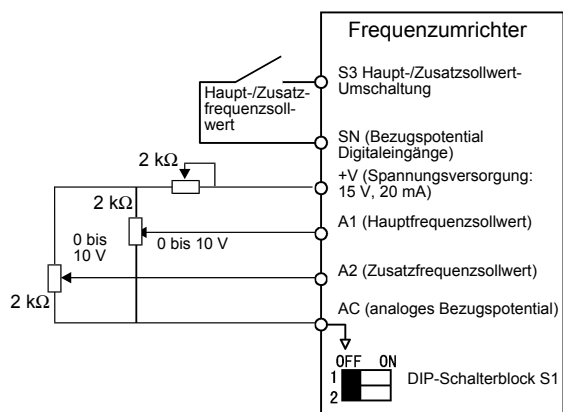 Frequenzumrichter
S3 Haupt-/Zusatzsollwert-
Umschaltung
Haupt-/Zusatz-
frequenzsoll-
wert
SN (Bezugspotential
Digitaleingänge)
2 kΩ
+V (Spannungsversorgung:
15 V, 20 mA)
2 kΩ
A1 (Hauptfrequenzsollwert)
0 bis
10 V
0 bis 10 V
A2 (Zusatzfrequenzsollwert)
2 kΩ
AC (analoges Bezugspotential)
OFF ON
1
2
DIP-Schalterblock S1